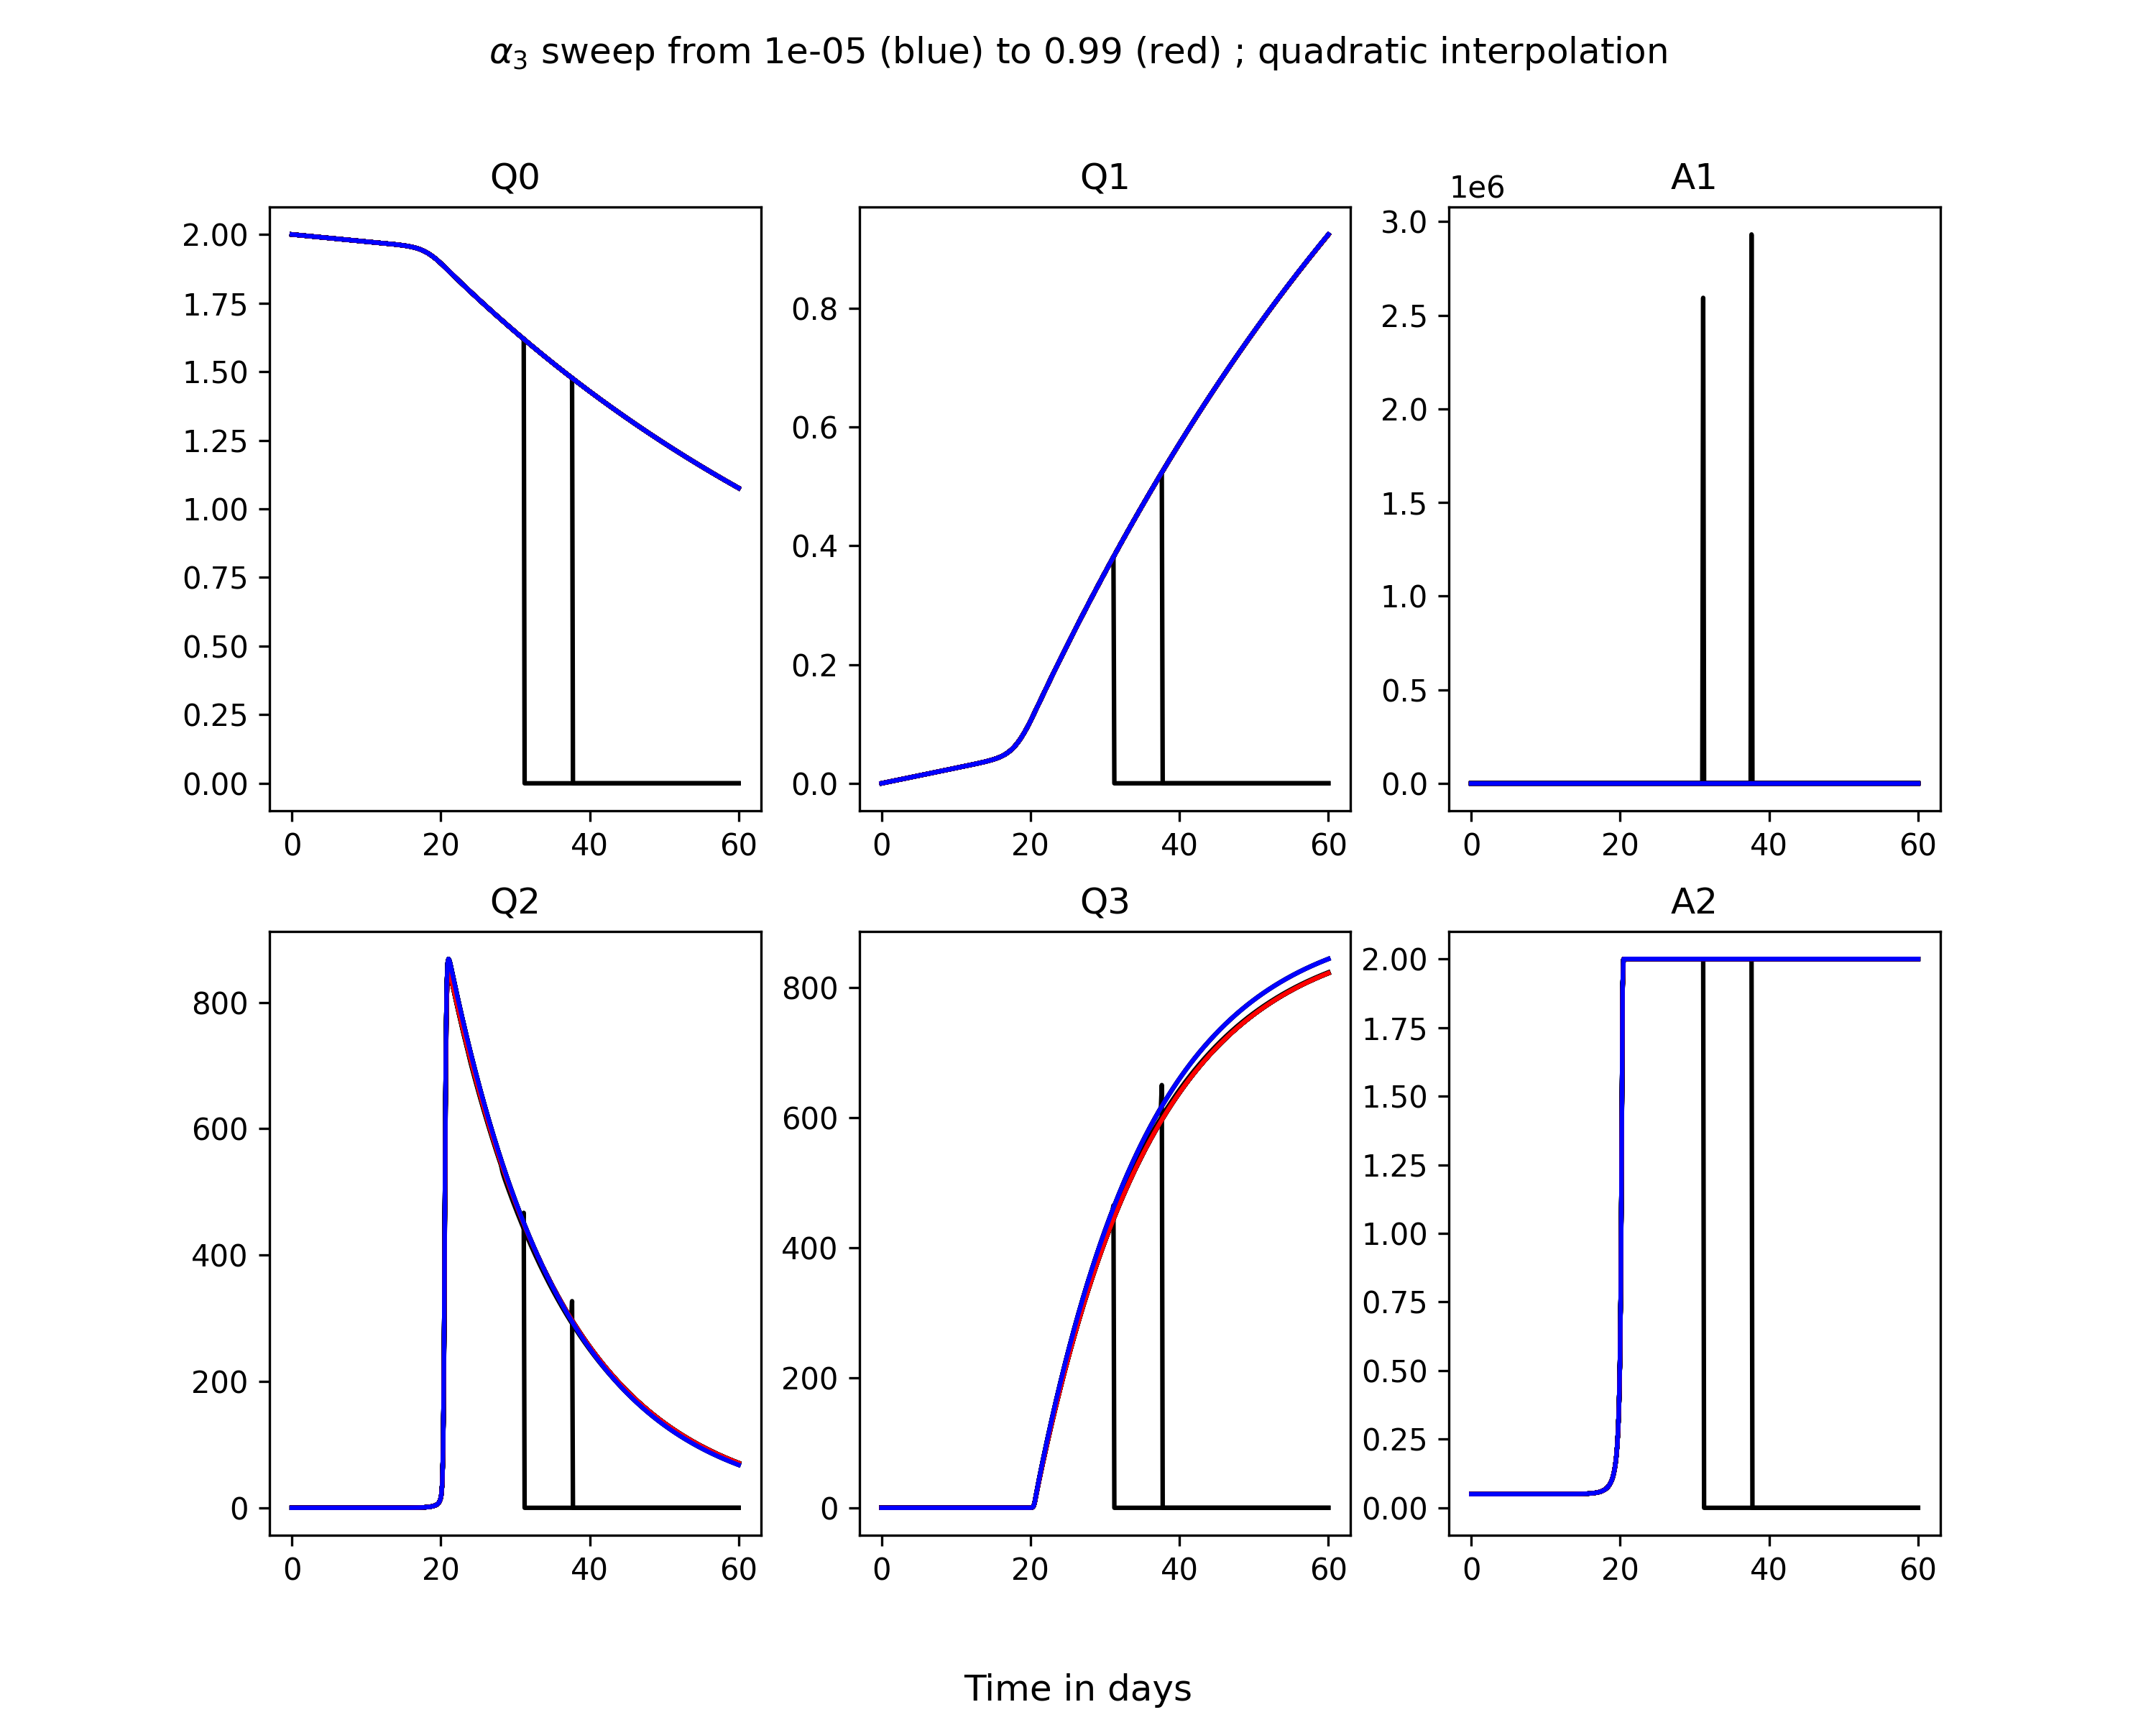 α₃ sweep from 1e-05 (blue) to 0.99 (red) ; quadratic interpolation
Q0
2.00
1.75
1.50
1.25
1.00
0.75
0.50
0.25
0.00
0 20 40 60
Q1
0.8
0.6
0.4
0.2
0.0
0 20 40 60
A1
1e6
3.0
2.5
2.0
1.5
1.0
0.5
0.0
0 20 40 60
Q2
800
600
400
200
0
0 20 40 60
Q3
800
600
400
200
0
0 20 40 60
A2
2.00
1.75
1.50
1.25
1.00
0.75
0.50
0.25
0.00
0 20 40 60
Time in days